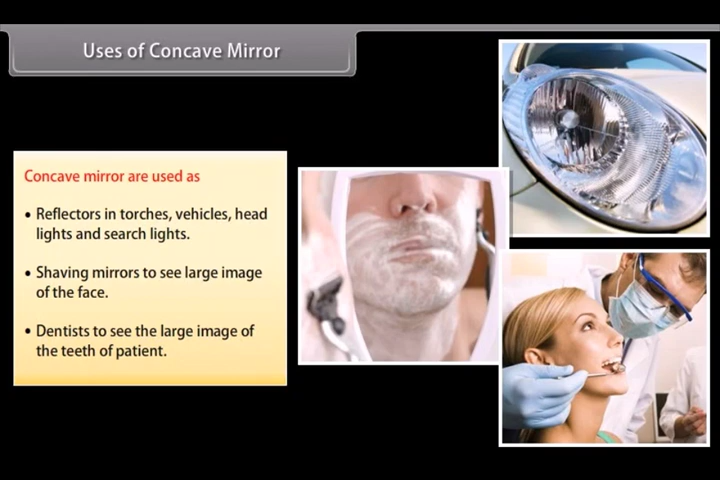 Uses of Concave Mirror
Concave mirror are used as
• Reflectors in torches, vehicles, head
lights and search lights.
• Shaving mirrors to see large image
of the face.
• Dentists to see the large image of
the teeth of patient.